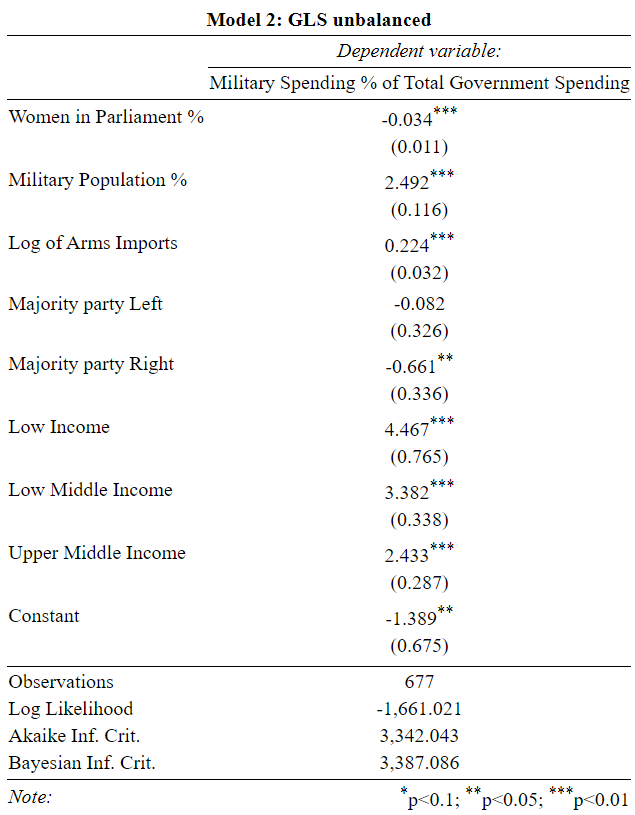 Model 2: GLS unbalanced
Dependent variable:
Military Spending % of Total Government Spending
Women in Parliament % -0.034***
(0.011)
Military Population % 2.492***
(0.116)
Log of Arms Imports 0.224***
(0.032)
Majority party Left -0.082
(0.326)
Majority party Right -0.661**
(0.336)
Low Income 4.467***
(0.765)
Low Middle Income 3.382***
(0.338)
Upper Middle Income 2.433***
(0.287)
Constant -1.389**
(0.675)
Observations 677
Log Likelihood -1,661.021
Akaike Inf. Crit. 3,342.043
Bayesian Inf. Crit. 3,387.086
Note: *p<0.1; **p<0.05; ***p<0.01